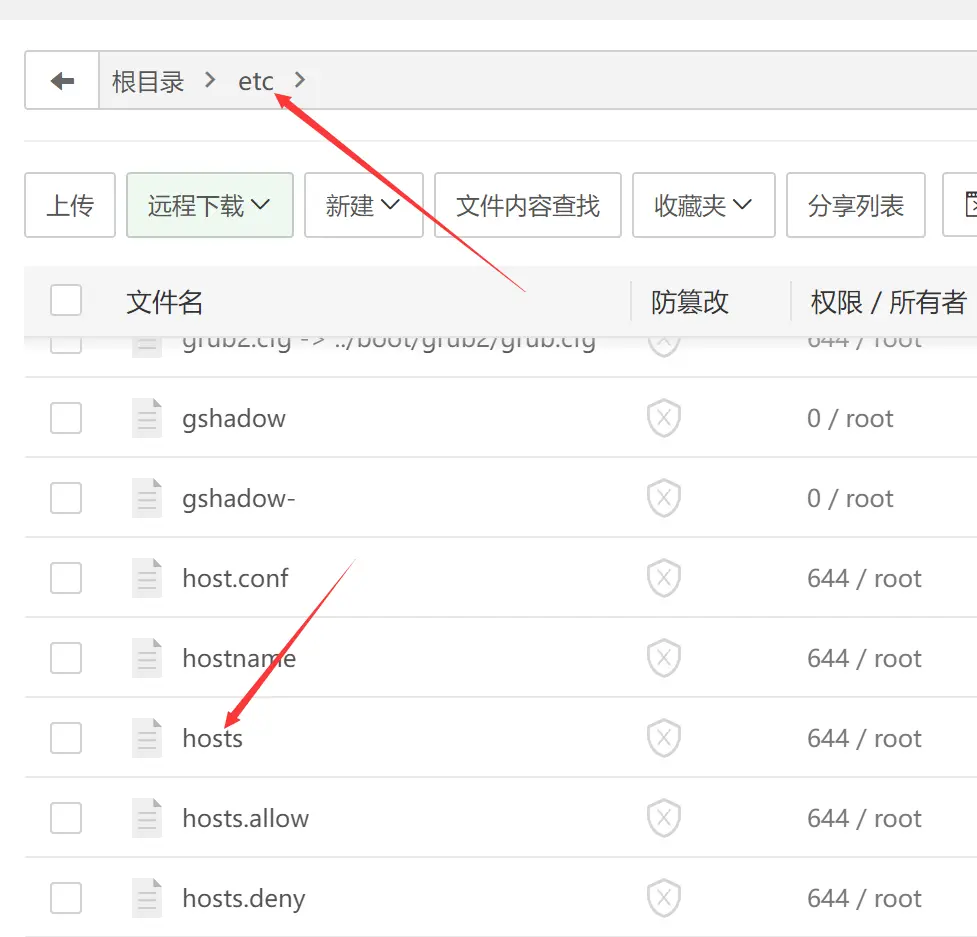 根目录 > etc >
上传 远程下载 新建 文件内容查找 收藏夹 分享列表
文件名 防篡改 权限 / 所有者
grub2.cfg -> ../boot/grub2/grub.cfg 644 / root
gshadow 0 / root
gshadow- 0 / root
host.conf 644 / root
hostname 644 / root
hosts 644 / root
hosts.allow 644 / root
hosts.deny 644 / root